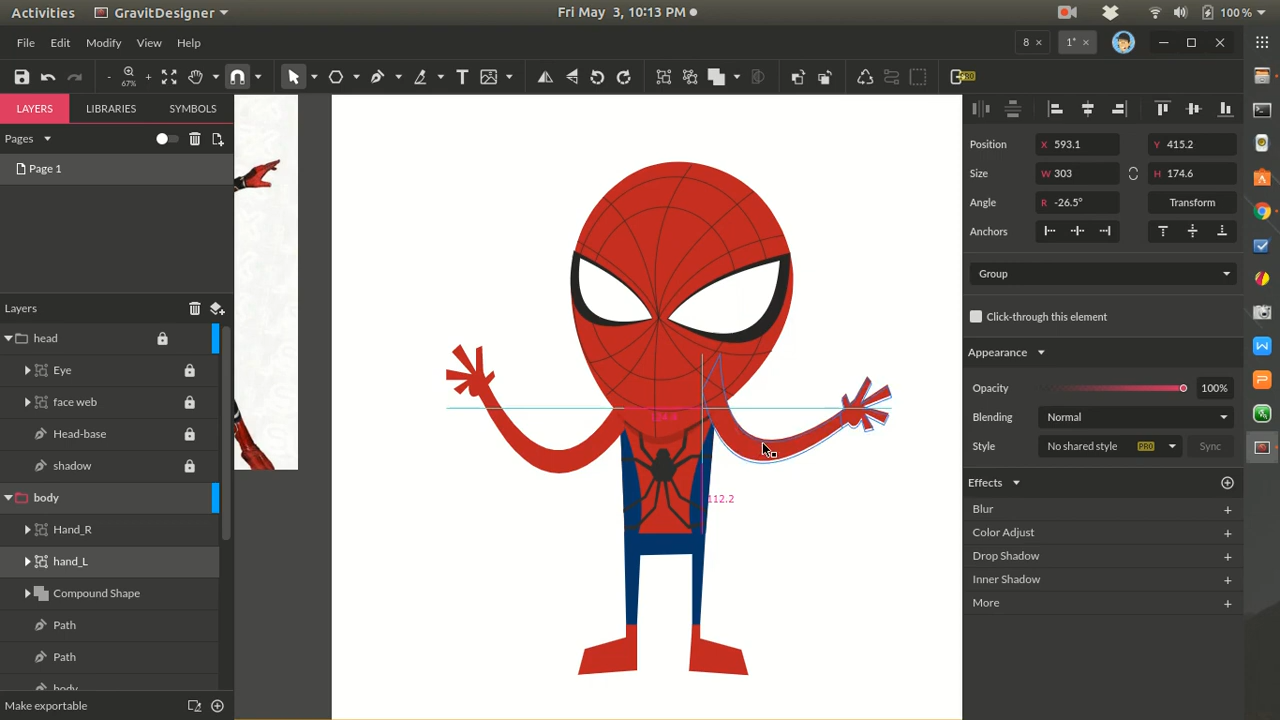 Activities GravitDesigner Fri May 3, 10:13 PM 100 %
File Edit Modify View Help 8 × 1* ×
67% T PRO
LAYERS LIBRARIES SYMBOLS
Pages
Page 1
Layers
head
Eye
face web
Head-base
shadow
body
Hand_R
hand_L
Compound Shape
Path
Path
body
Make exportable
112.2
Position X 593.1 Y 415.2
Size W 303 H 174.6
Angle R -26.5° Transform
Anchors
Group
Click-through this element
Appearance
Opacity 100%
Blending Normal
Style No shared style PRO Sync
Effects
Blur +
Color Adjust +
Drop Shadow +
Inner Shadow +
More +